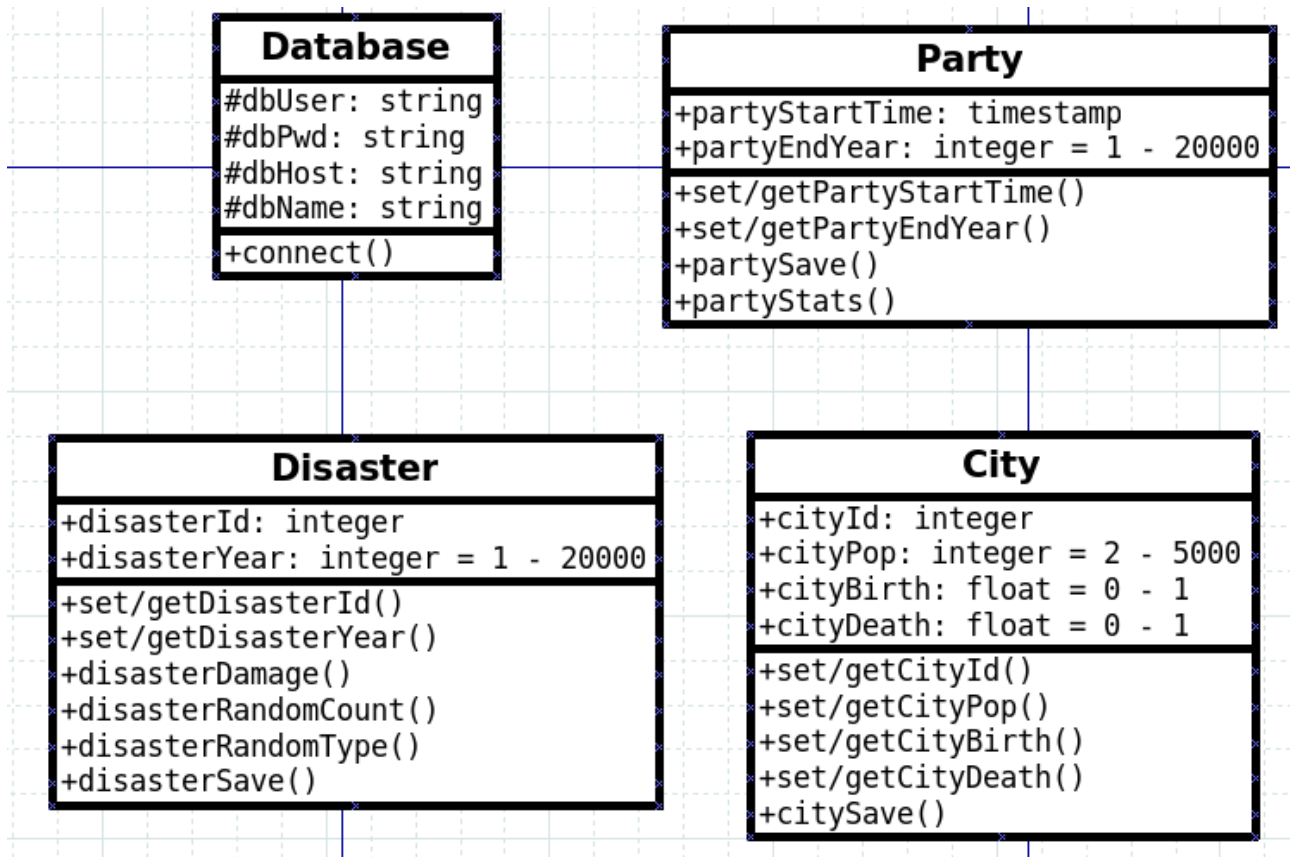 Database
#dbUser: string
#dbPwd: string
#dbHost: string
#dbName: string
+connect()
Party
+partyStartTime: timestamp
+partyEndYear: integer = 1 - 20000
+set/getPartyStartTime()
+set/getPartyEndYear()
+partySave()
+partyStats()
Disaster
+disasterId: integer
+disasterYear: integer = 1 - 20000
+set/getDisasterId()
+set/getDisasterYear()
+disasterDamage()
+disasterRandomCount()
+disasterRandomType()
+disasterSave()
City
+cityId: integer
+cityPop: integer = 2 - 5000
+cityBirth: float = 0 - 1
+cityDeath: float = 0 - 1
+set/getCityId()
+set/getCityPop()
+set/getCityBirth()
+set/getCityDeath()
+citySave()